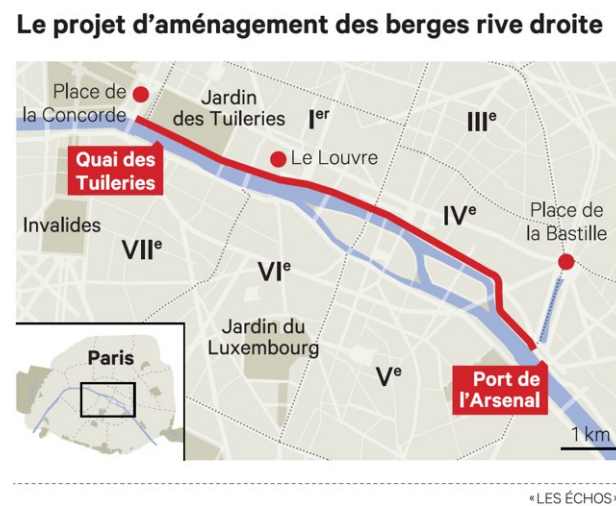 Le projet d’aménagement des berges rive droite
Place de
la Concorde
Jardin
des Tuileries
Iᵉʳ
IIIᵉ
Quai des
Tuileries
Le Louvre
IVᵉ
Place de
la Bastille
Invalides
VIIᵉ
VIᵉ
Jardin du
Luxembourg
Vᵉ
Paris
Port de
l’Arsenal
1 km
«LES ÉCHOS»